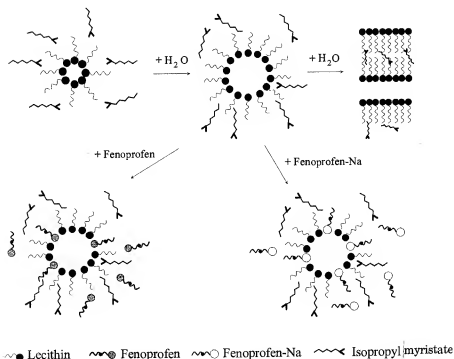 + H₂O
+ H₂O
+ Fenoprofen
+ Fenoprofen-Na
Lecithin Fenoprofen Fenoprofen-Na Isopropyl myristate